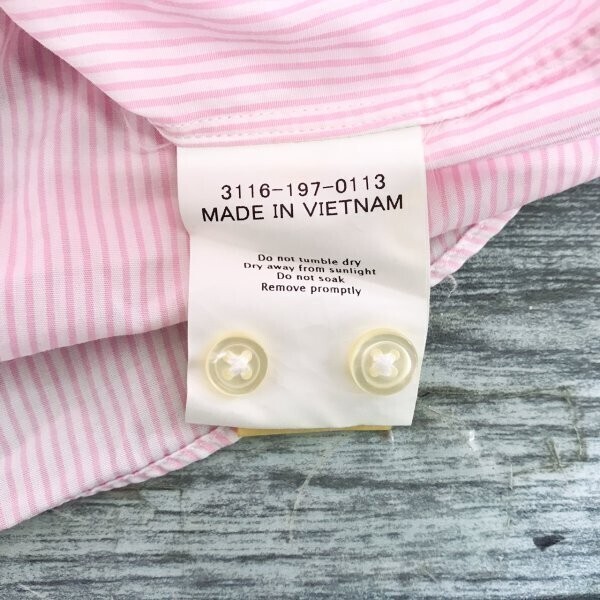 3116-197-0113
MADE IN VIETNAM
Do not tumble dry
Dry away from sunlight
Do not soak
Remove promptly